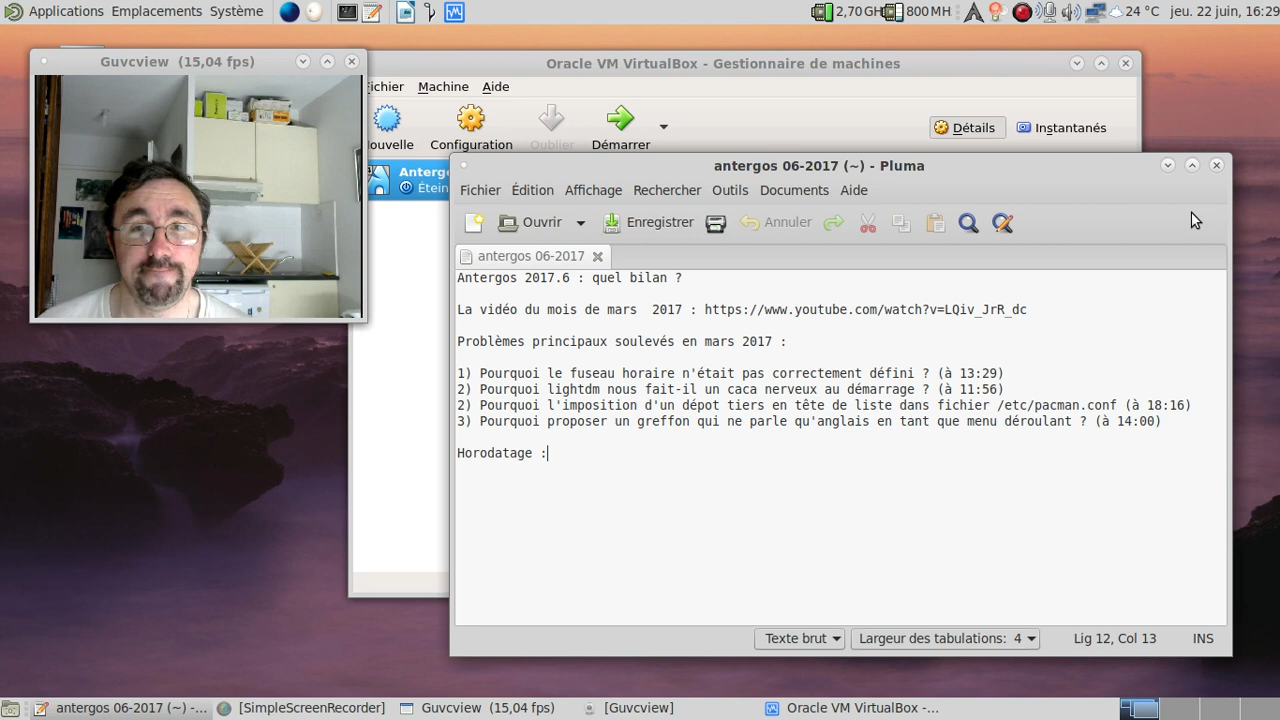 Applications Emplacements Système
2,70 GH
800 MH
24 °C
jeu. 22 juin, 16:29
Guvcview (15,04 fps)
Oracle VM VirtualBox - Gestionnaire de machines
ichier Machine Aide
ouvelle Configuration Oublier Démarrer
Détails Instantanés
Anterg
Étein
antergos 06-2017 (~) - Pluma
Fichier Édition Affichage Rechercher Outils Documents Aide
Ouvrir Enregistrer Annuler
antergos 06-2017
Antergos 2017.6 : quel bilan ?
La vidéo du mois de mars  2017 : https://www.youtube.com/watch?v=LQiv_JrR_dc
Problèmes principaux soulevés en mars 2017 :
1) Pourquoi le fuseau horaire n'était pas correctement défini ? (à 13:29)
2) Pourquoi lightdm nous fait-il un caca nerveux au démarrage ? (à 11:56)
2) Pourquoi l'imposition d'un dépot tiers en tête de liste dans fichier /etc/pacman.conf (à 18:16)
3) Pourquoi proposer un greffon qui ne parle qu'anglais en tant que menu déroulant ? (à 14:00)
Horodatage :
Texte brut Largeur des tabulations: 4 Lig 12, Col 13 INS
antergos 06-2017 (~) -... [SimpleScreenRecorder] Guvcview (15,04 fps) [Guvcview] Oracle VM VirtualBox -...